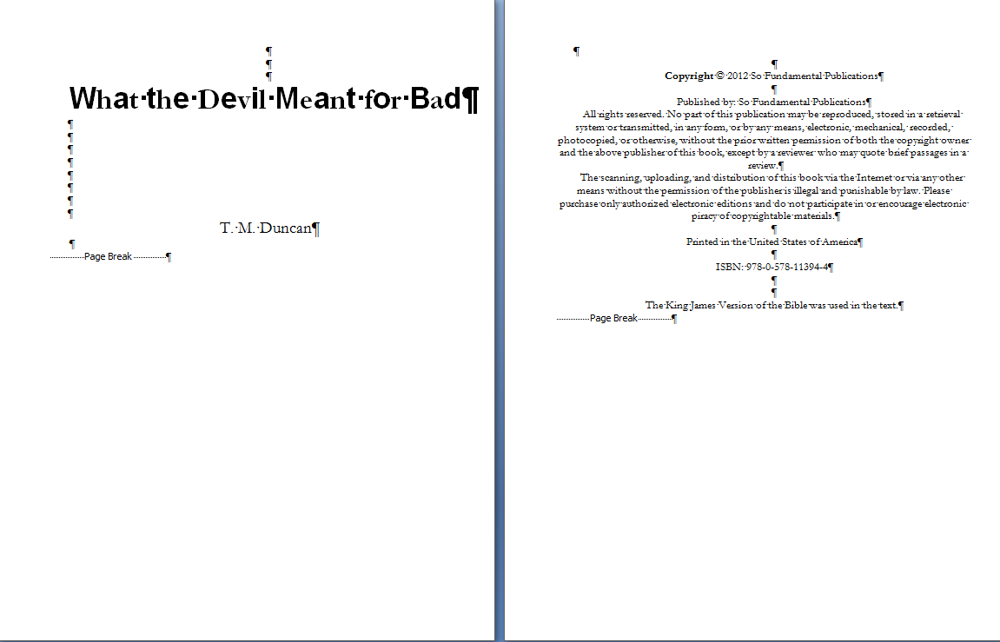 ¶
¶
¶
What·the·Devil·Meant·for·Bad¶
¶
¶
¶
¶
¶
¶
¶
¶
T.·M.·Duncan¶
¶
Page Break¶
¶
¶
Copyright·©·2012·So·Fundamental·Publications¶
¶
Published·by:·So·Fundamental·Publications¶
All·rights·reserved.·No·part·of·this·publication·may·be·reproduced,·stored·in·a·retrieval·
system·or·transmitted,·in·any·form,·or·by·any·means,·electronic,·mechanical,·recorded,·
photocopied,·or·otherwise,·without·the·prior·written·permission·of·both·the·copyright·owner·
and·the·above·publisher·of·this·book,·except·by·a·reviewer·who·may·quote·brief·passages·in·a·
review.¶
The·scanning,·uploading,·and·distribution·of·this·book·via·the·Internet·or·via·any·other·
means·without·the·permission·of·the·publisher·is·illegal·and·punishable·by·law.·Please·
purchase·only·authorized·electronic·editions·and·do·not·participate·in·or·encourage·electronic·
piracy·of·copyrightable·materials.¶
¶
Printed·in·the·United·States·of·America¶
¶
ISBN:·978-0-578-11394-4¶
¶
¶
The·King·James·Version·of·the·Bible·was·used·in·the·text.¶
Page Break¶